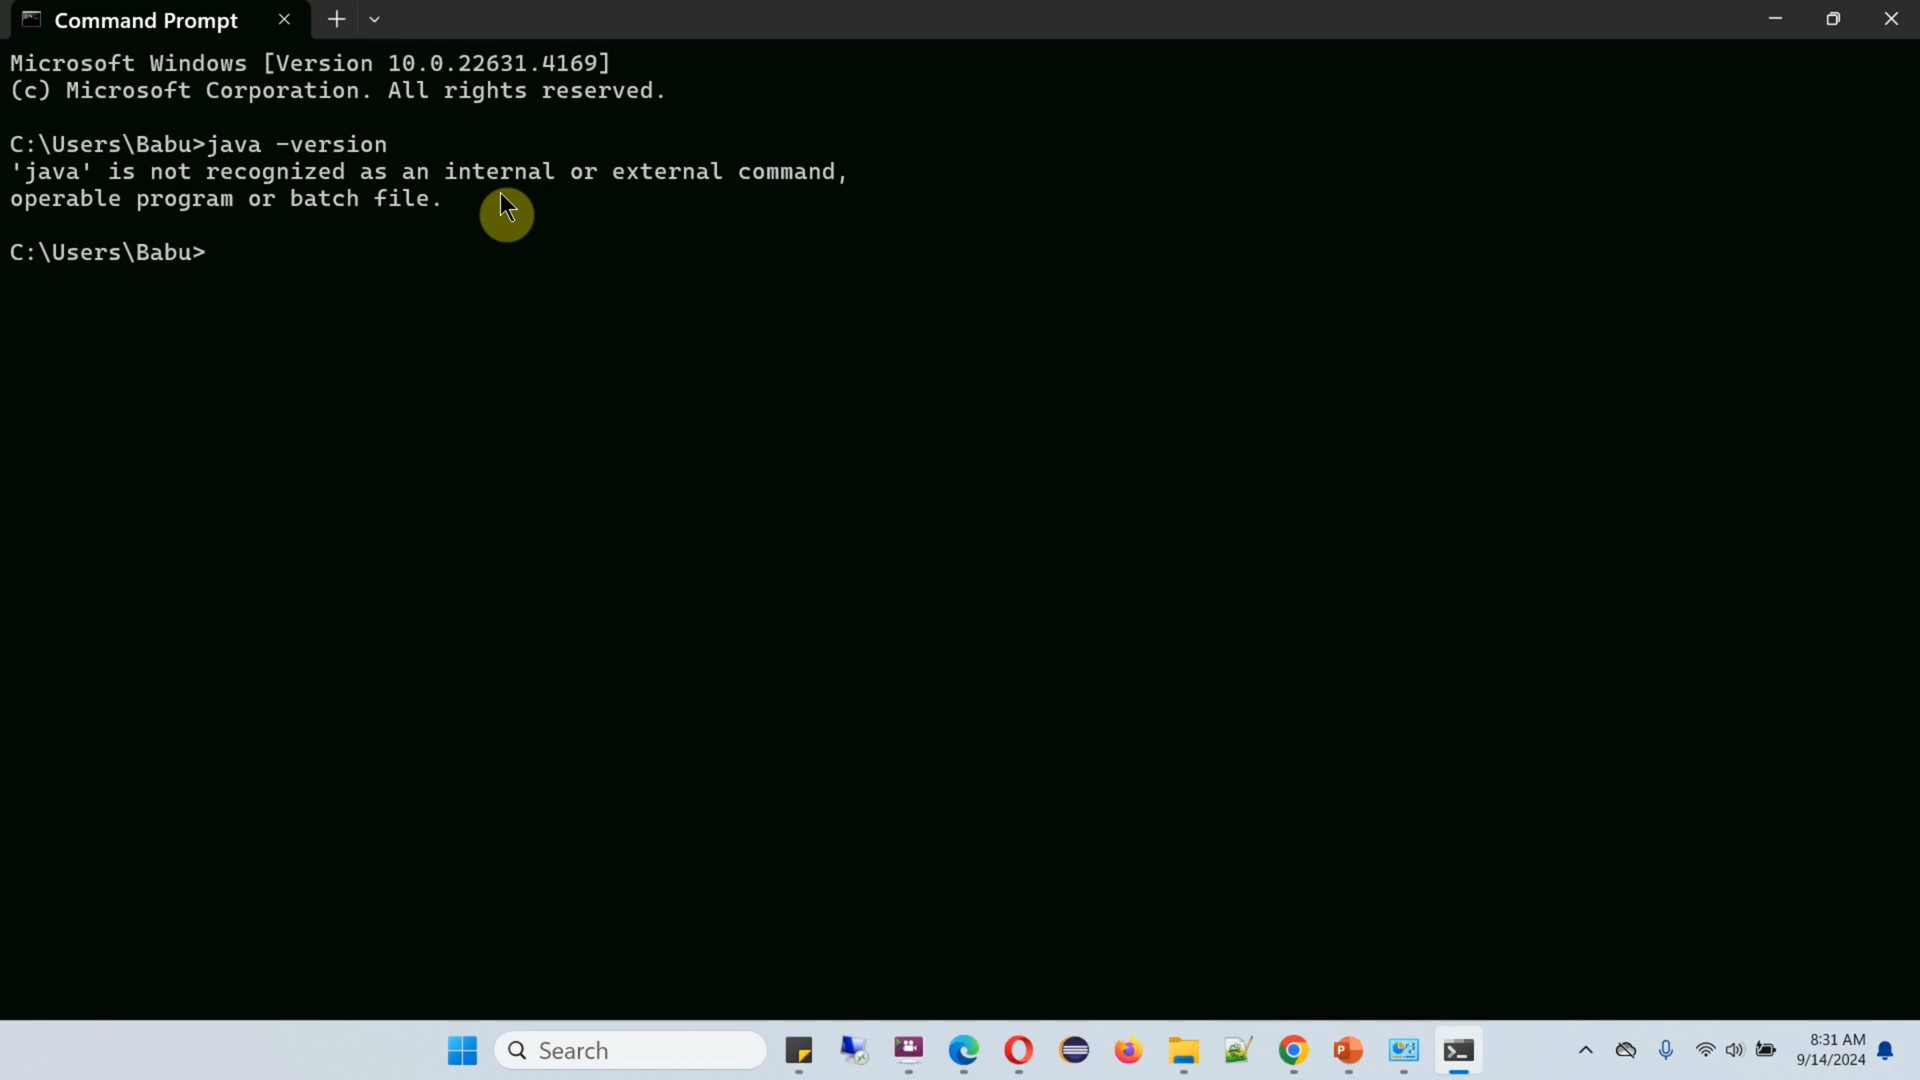 Command Prompt
Microsoft Windows [Version 10.0.22631.4169]
(c) Microsoft Corporation. All rights reserved.
C:\Users\Babu>java -version
'java' is not recognized as an internal or external command,
operable program or batch file.
C:\Users\Babu>
Search
8:31 AM
9/14/2024